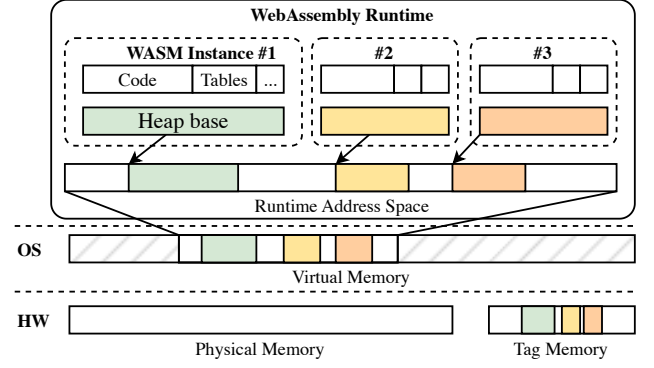 WebAssembly Runtime
WASM Instance #1
#2
#3
Code
Tables
...
Heap base
Runtime Address Space
OS
Virtual Memory
HW
Physical Memory
Tag Memory